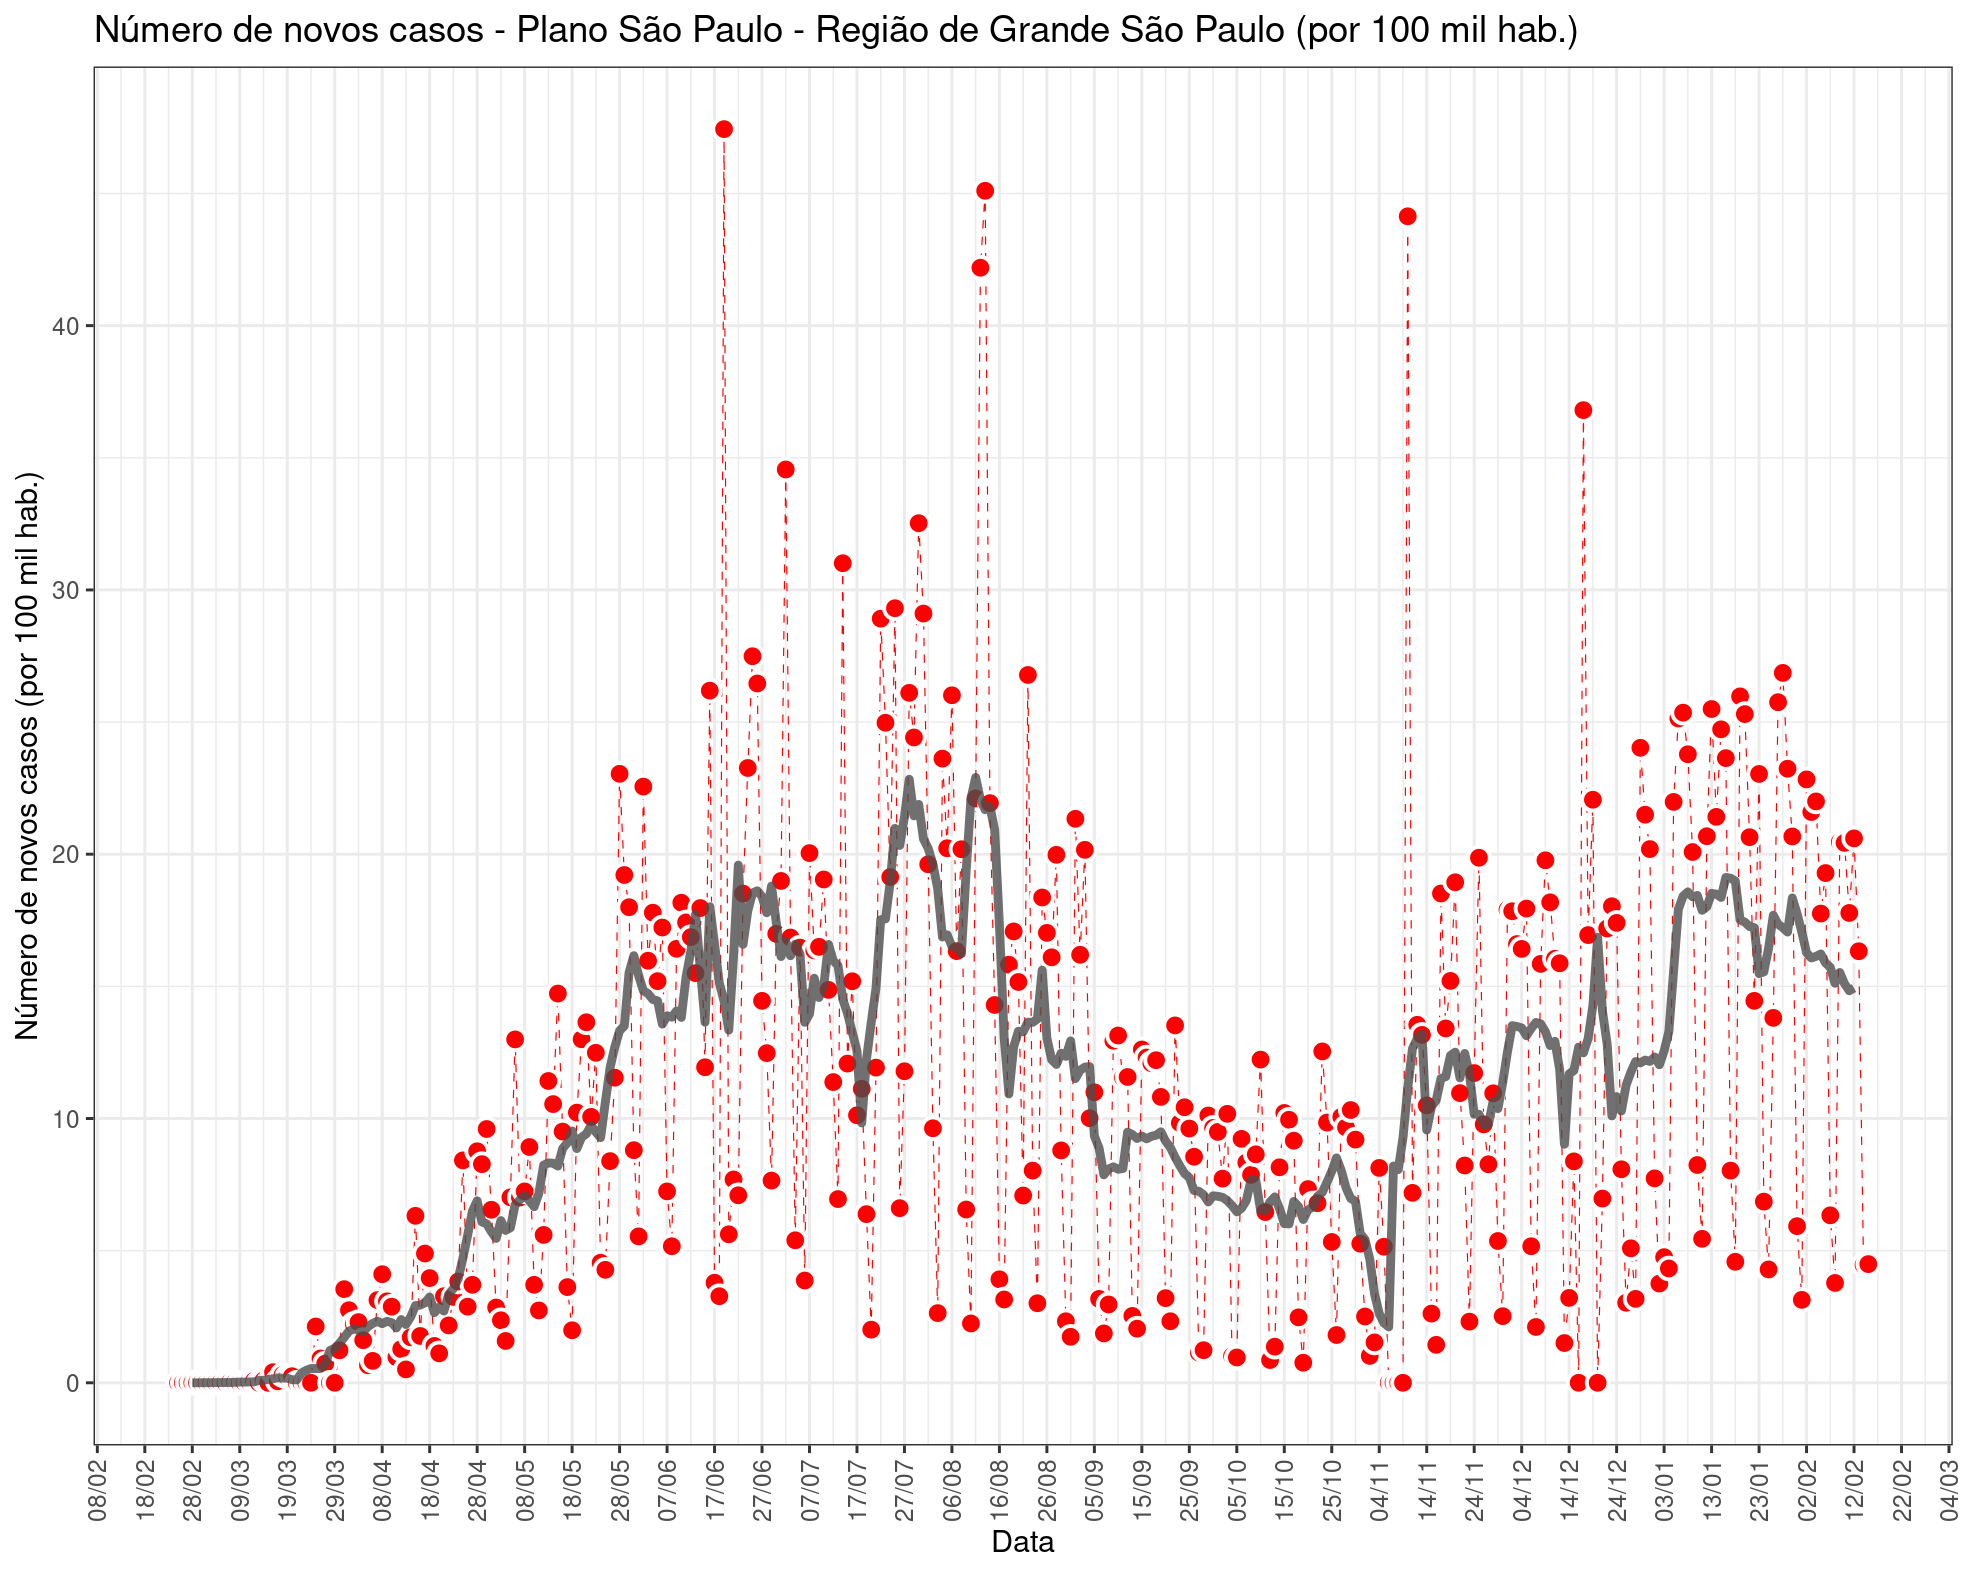 Número de novos casos - Plano São Paulo - Região de Grande São Paulo (por 100 mil hab.)
Número de novos casos (por 100 mil hab.)
40
30
20
10
0
08/02 18/02 28/02 09/03 19/03 29/03 08/04 18/04 28/04 08/05 18/05 28/05 07/06 17/06 27/06 07/07 17/07 27/07 06/08 16/08 26/08 05/09 15/09 25/09 05/10 15/10 25/10 04/11 14/11 24/11 04/12 14/12 24/12 03/01 13/01 23/01 02/02 12/02 22/02 04/03
Data